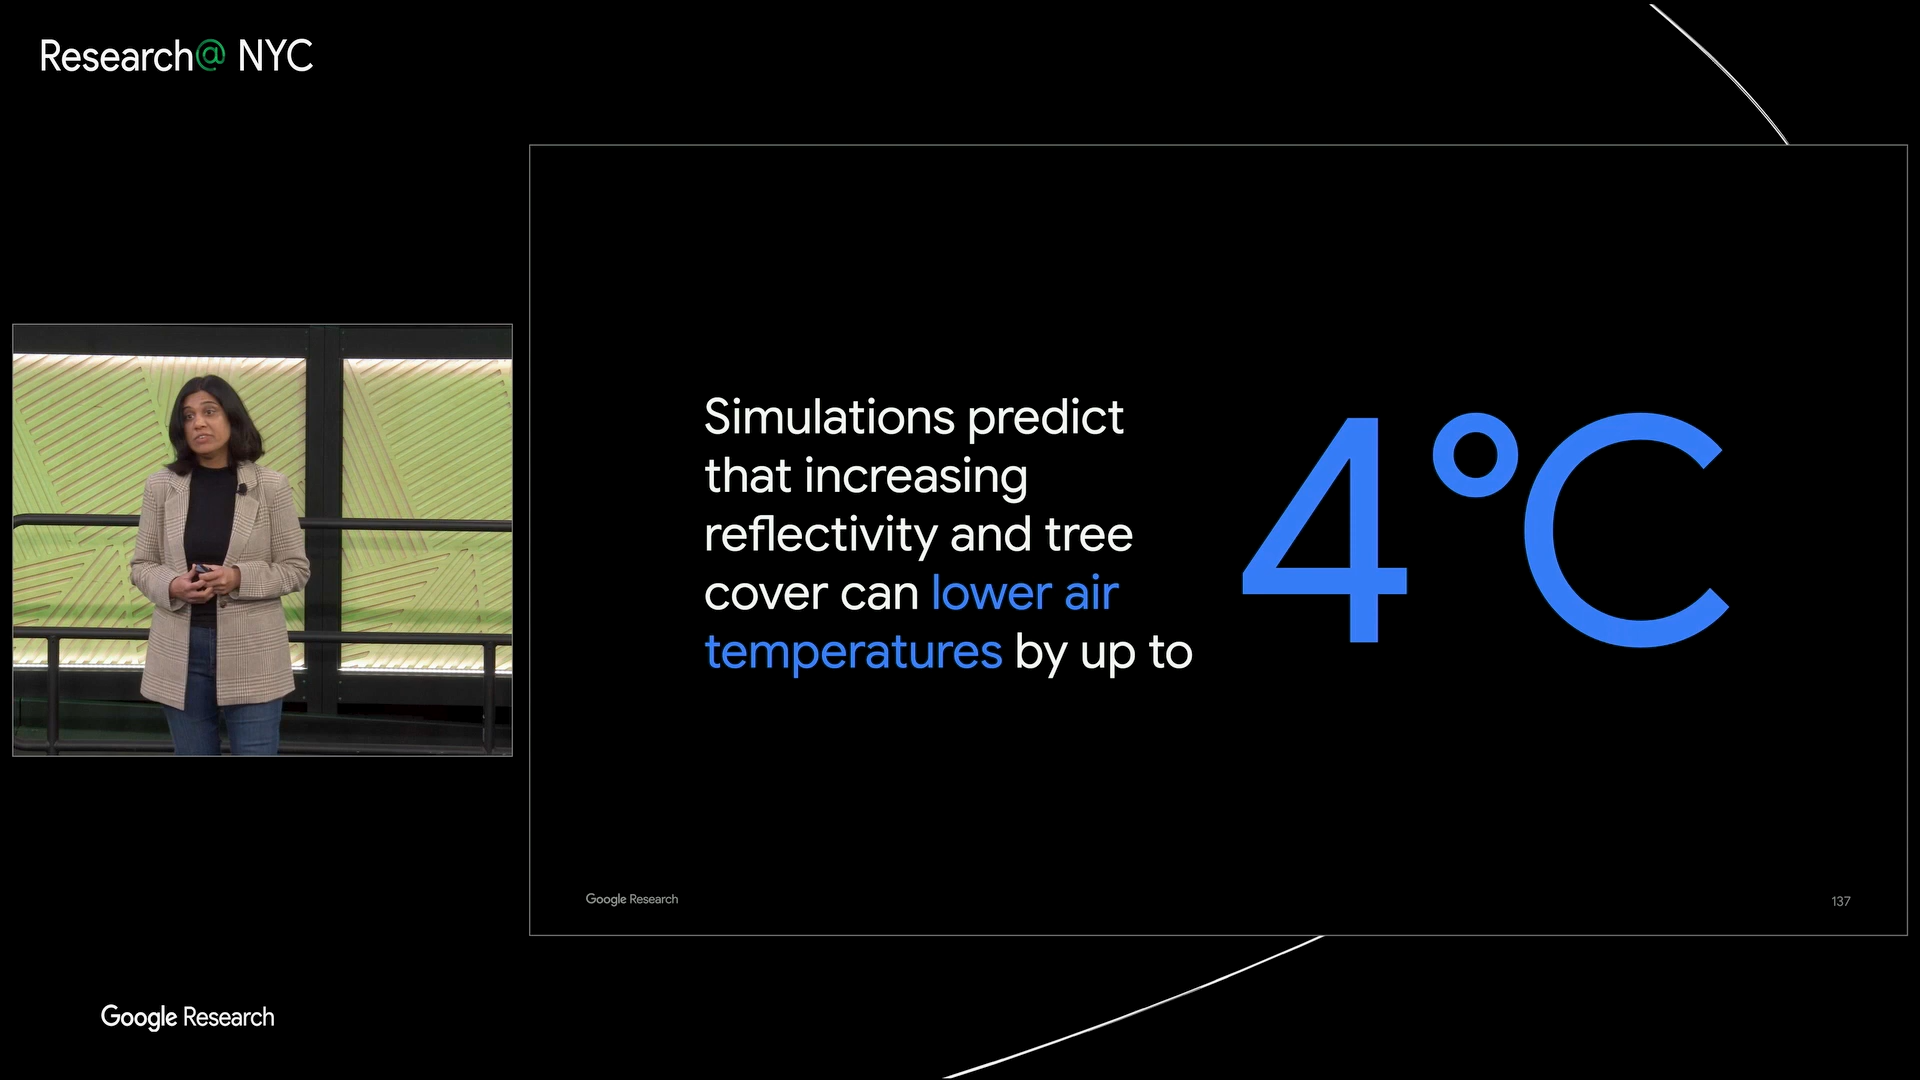 Research@ NYC
Simulations predict
that increasing
reflectivity and tree
cover can lower air
temperatures by up to
4°C
Google Research
137
Google Research